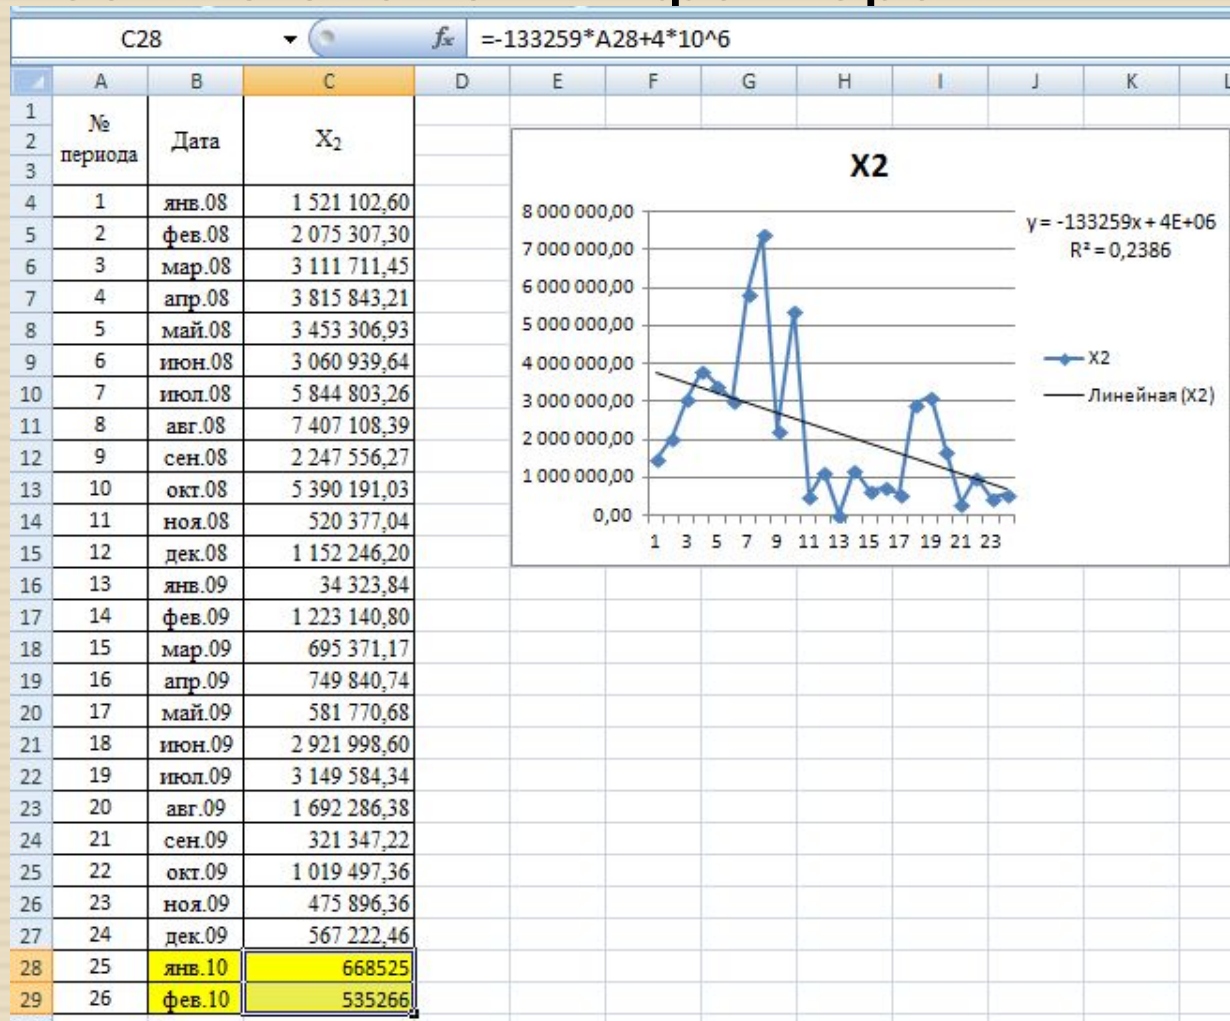 C28 fx =-133259*A28+4*10^6
A B C D E F G H I J K
1 2 3 № периода Дата X₂
4 1 янв.08 1 521 102,60
5 2 фев.08 2 075 307,30
6 3 мар.08 3 111 711,45
7 4 апр.08 3 815 843,21
8 5 май.08 3 453 306,93
9 6 июн.08 3 060 939,64
10 7 июл.08 5 844 803,26
11 8 авг.08 7 407 108,39
12 9 сен.08 2 247 556,27
13 10 окт.08 5 390 191,03
14 11 ноя.08 520 377,04
15 12 дек.08 1 152 246,20
16 13 янв.09 34 323,84
17 14 фев.09 1 223 140,80
18 15 мар.09 695 371,17
19 16 апр.09 749 840,74
20 17 май.09 581 770,68
21 18 июн.09 2 921 998,60
22 19 июл.09 3 149 584,34
23 20 авг.09 1 692 286,38
24 21 сен.09 321 347,22
25 22 окт.09 1 019 497,36
26 23 ноя.09 475 896,36
27 24 дек.09 567 222,46
28 25 янв.10 668525
29 26 фев.10 535266
X2
8 000 000,00
7 000 000,00
6 000 000,00
5 000 000,00
4 000 000,00
3 000 000,00
2 000 000,00
1 000 000,00
0,00
1 3 5 7 9 11 13 15 17 19 21 23
y = -133259x + 4E+06
R² = 0,2386
X2
Линейная (X2)